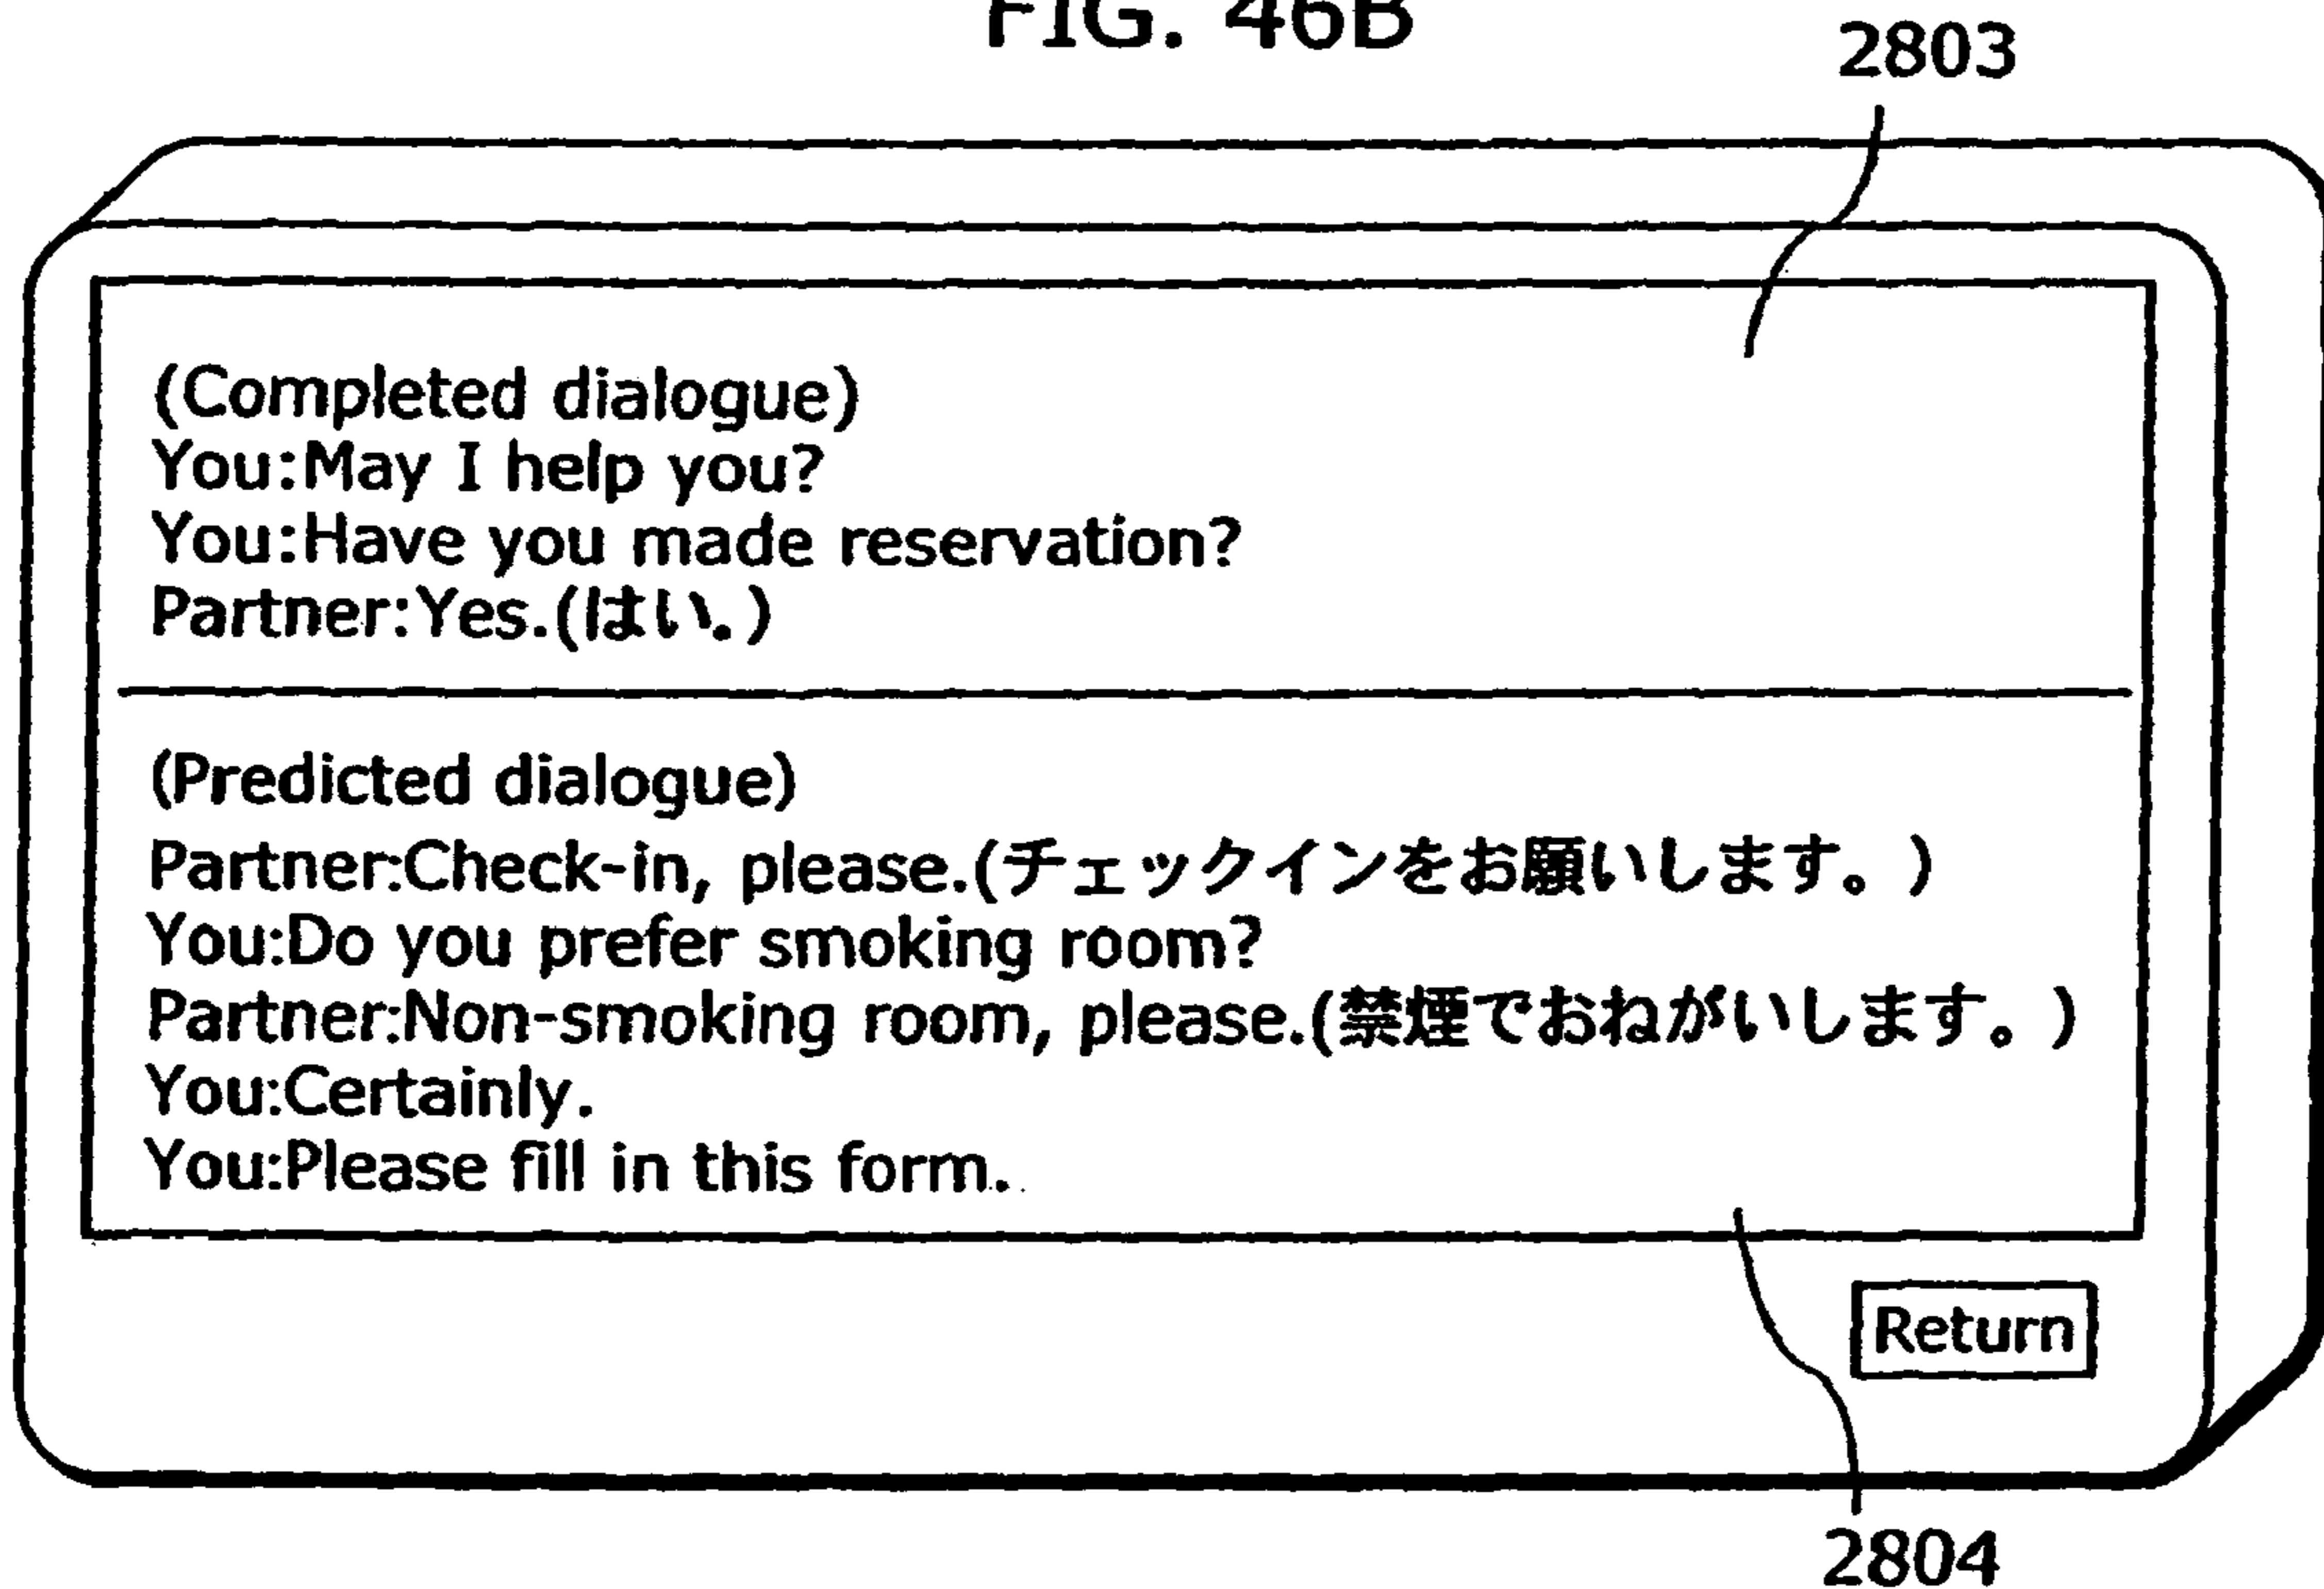 FIG. 46B
2803
(Completed dialogue)
You:May I help you?
You:Have you made reservation?
Partner:Yes.(はい.)
(Predicted dialogue)
Partner:Check-in, please.(チェックインをお願いします。)
You:Do you prefer smoking room?
Partner:Non-smoking room, please.(禁煙でおねがいします。)
You:Certainly.
You:Please fill in this form.
Return
2804